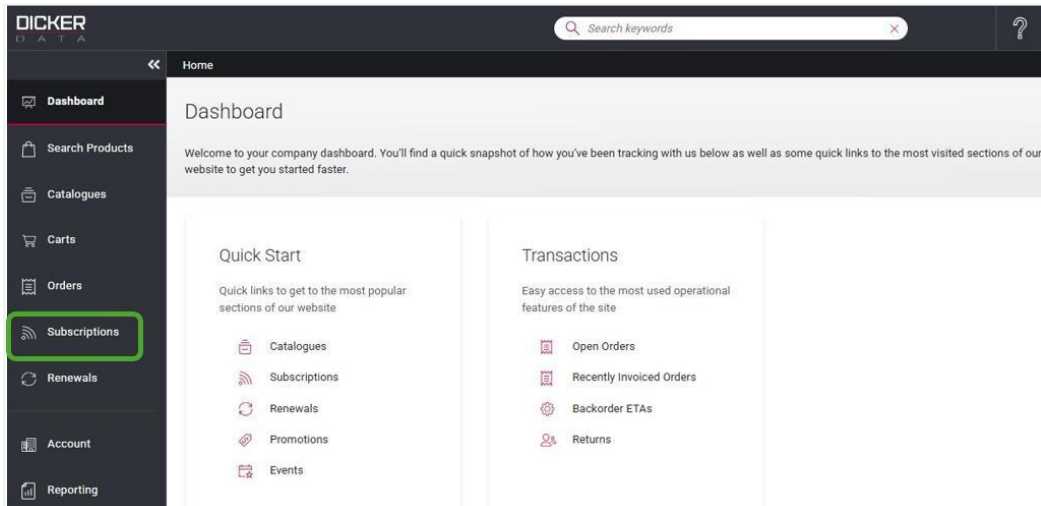 DICKER
DATA
Search keywords
Home
Dashboard
Search Products
Catalogues
Carts
Orders
Subscriptions
Renewals
Account
Reporting
Dashboard
Welcome to your company dashboard. You'll find a quick snapshot of how you've been tracking with us below as well as some quick links to the most visited sections of our
website to get you started faster.
Quick Start
Quick links to get to the most popular
sections of our website
Catalogues
Subscriptions
Renewals
Promotions
Events
Transactions
Easy access to the most used operational
features of the site
Open Orders
Recently Invoiced Orders
Backorder ETAs
Returns